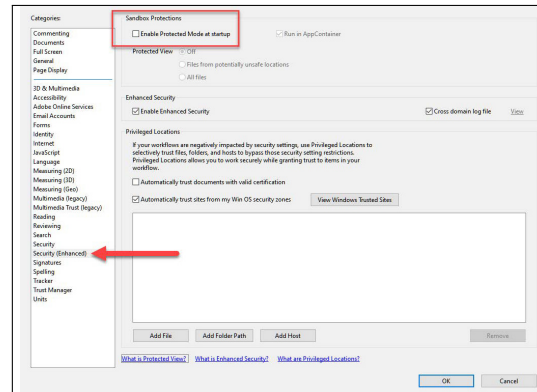 Categories:
Commenting
Documents
Full Screen
General
Page Display
3D & Multimedia
Accessibility
Adobe Online Services
Email Accounts
Forms
Identity
Internet
JavaScript
Language
Measuring (2D)
Measuring (3D)
Measuring (Geo)
Multimedia (legacy)
Multimedia Trust (legacy)
Reading
Reviewing
Search
Security
Security (Enhanced)
Signatures
Spelling
Tracker
Trust Manager
Units
Sandbox Protections
Enable Protected Mode at startup
Run in AppContainer
Protected View
Off
Files from potentially unsafe locations
All files
Enhanced Security
Enable Enhanced Security
Cross domain log file
View
Privileged Locations
If your workflows are negatively impacted by security settings, use Privileged Locations to
selectively trust files, folders, and hosts to bypass those security setting restrictions.
Privileged Locations allows you to work securely while granting trust to items in your
workflow.
Automatically trust documents with valid certification
Automatically trust sites from my Win OS security zones
View Windows Trusted Sites
Add File
Add Folder Path
Add Host
Remove
What is Protected View?
What is Enhanced Security?
What are Privileged Locations?
OK
Cancel